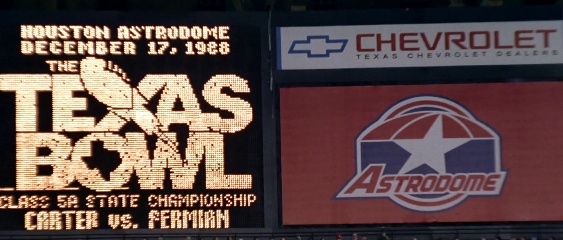 HOUSTON ASTRODOME
DECEMBER 17, 1988
THE
TEXAS
BOWL
CLASS 5A STATE CHAMPIONSHIP
CARTER vs. PERMIAN
CHEVROLET
TEXAS CHEVROLET DEALERS
ASTRODOME